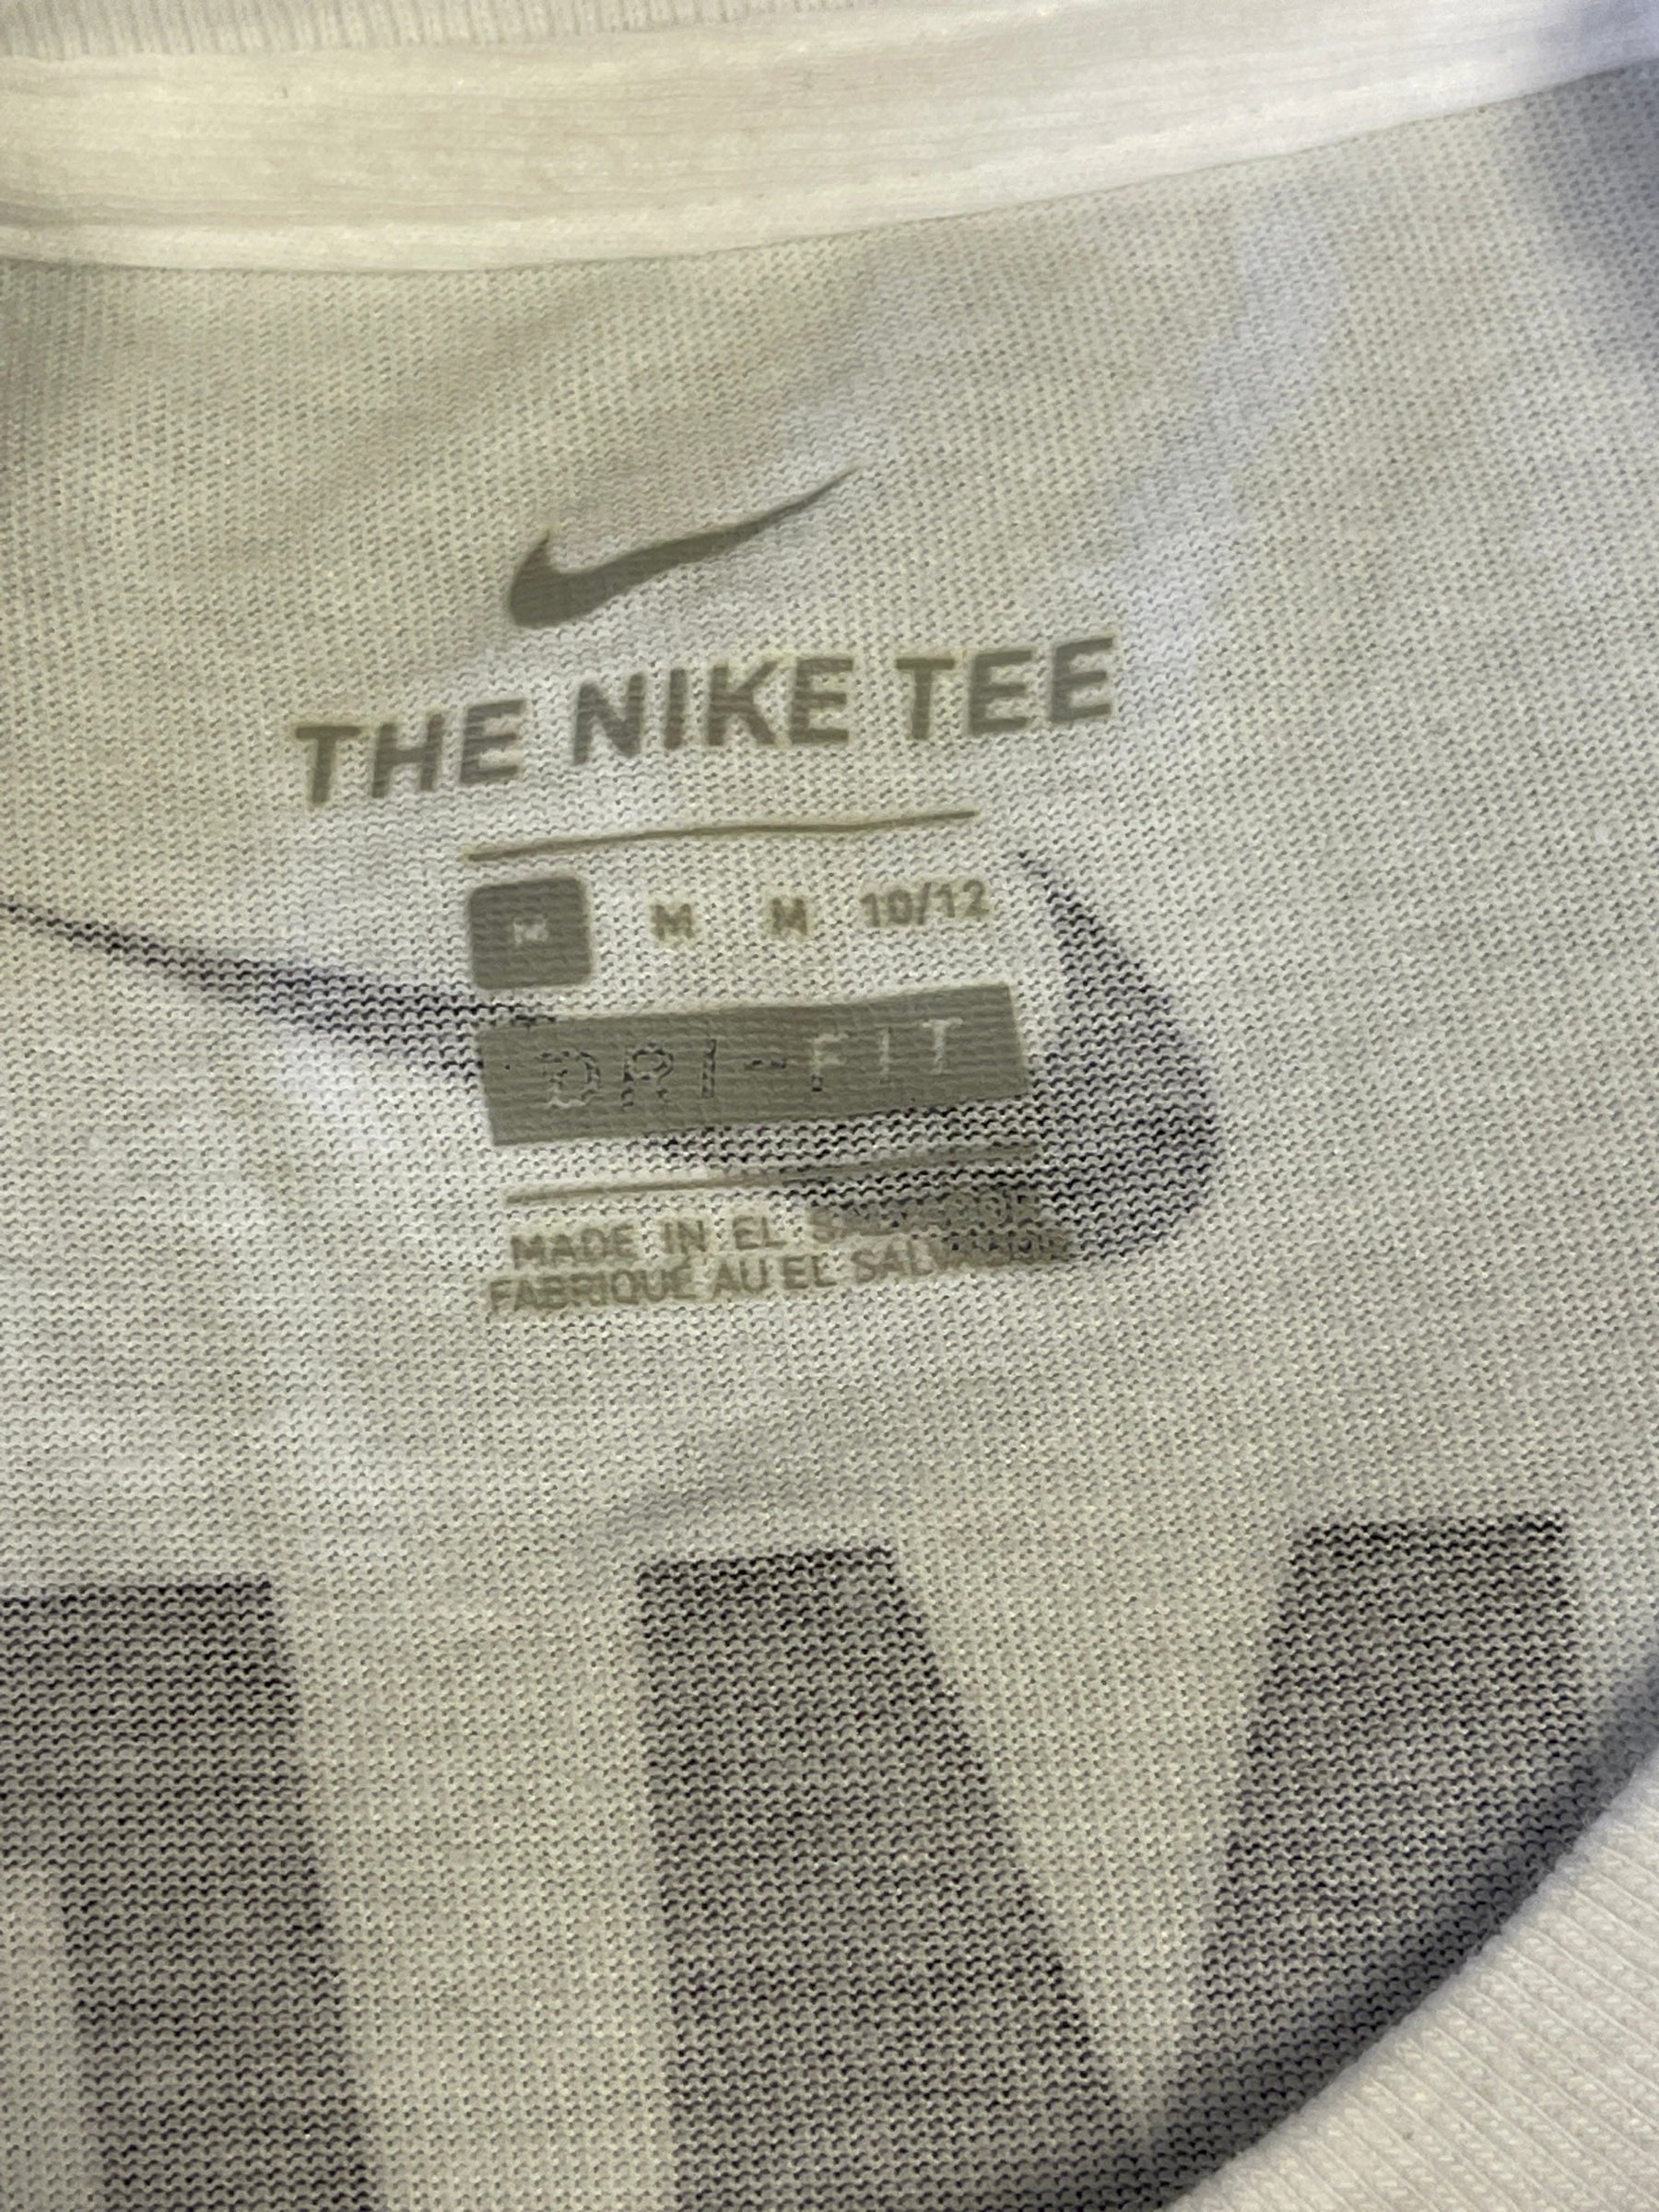 THE NIKE TEE
M M M 10/12
DRI-FIT
MADE IN EL SALVADOR
FABRIQUÉ AU EL SALVADOR